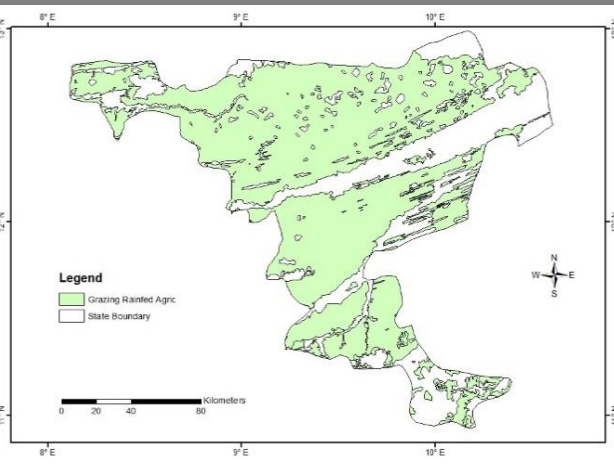 8° E 9° E 10° E
Legend
Grazing Rainfed Agric
State Boundary
Kilometers
0 20 40 80
N
W E
S
8° E 9° E 10° E